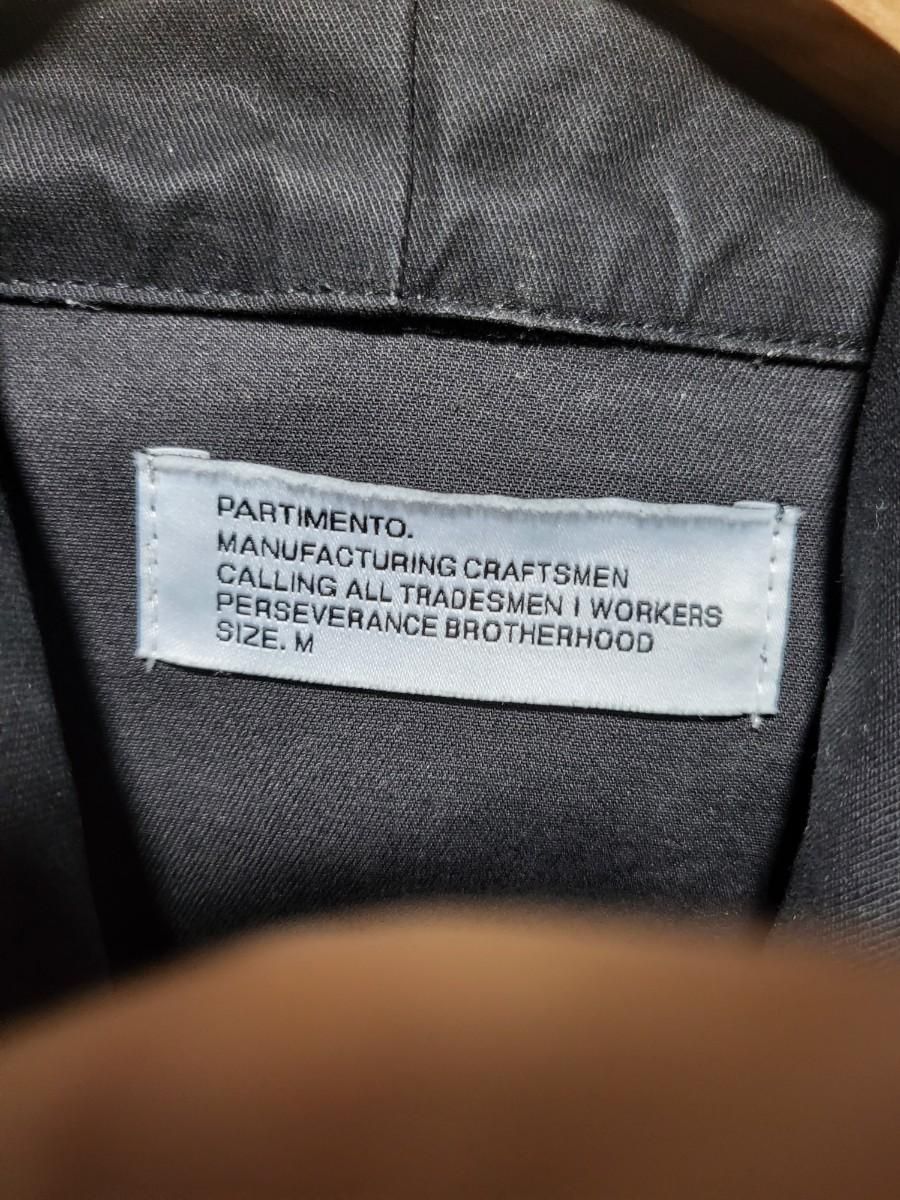 PARTIMENTO.
MANUFACTURING CRAFTSMEN
CALLING ALL TRADESMEN I WORKERS
PERSEVERANCE BROTHERHOOD
SIZE. M